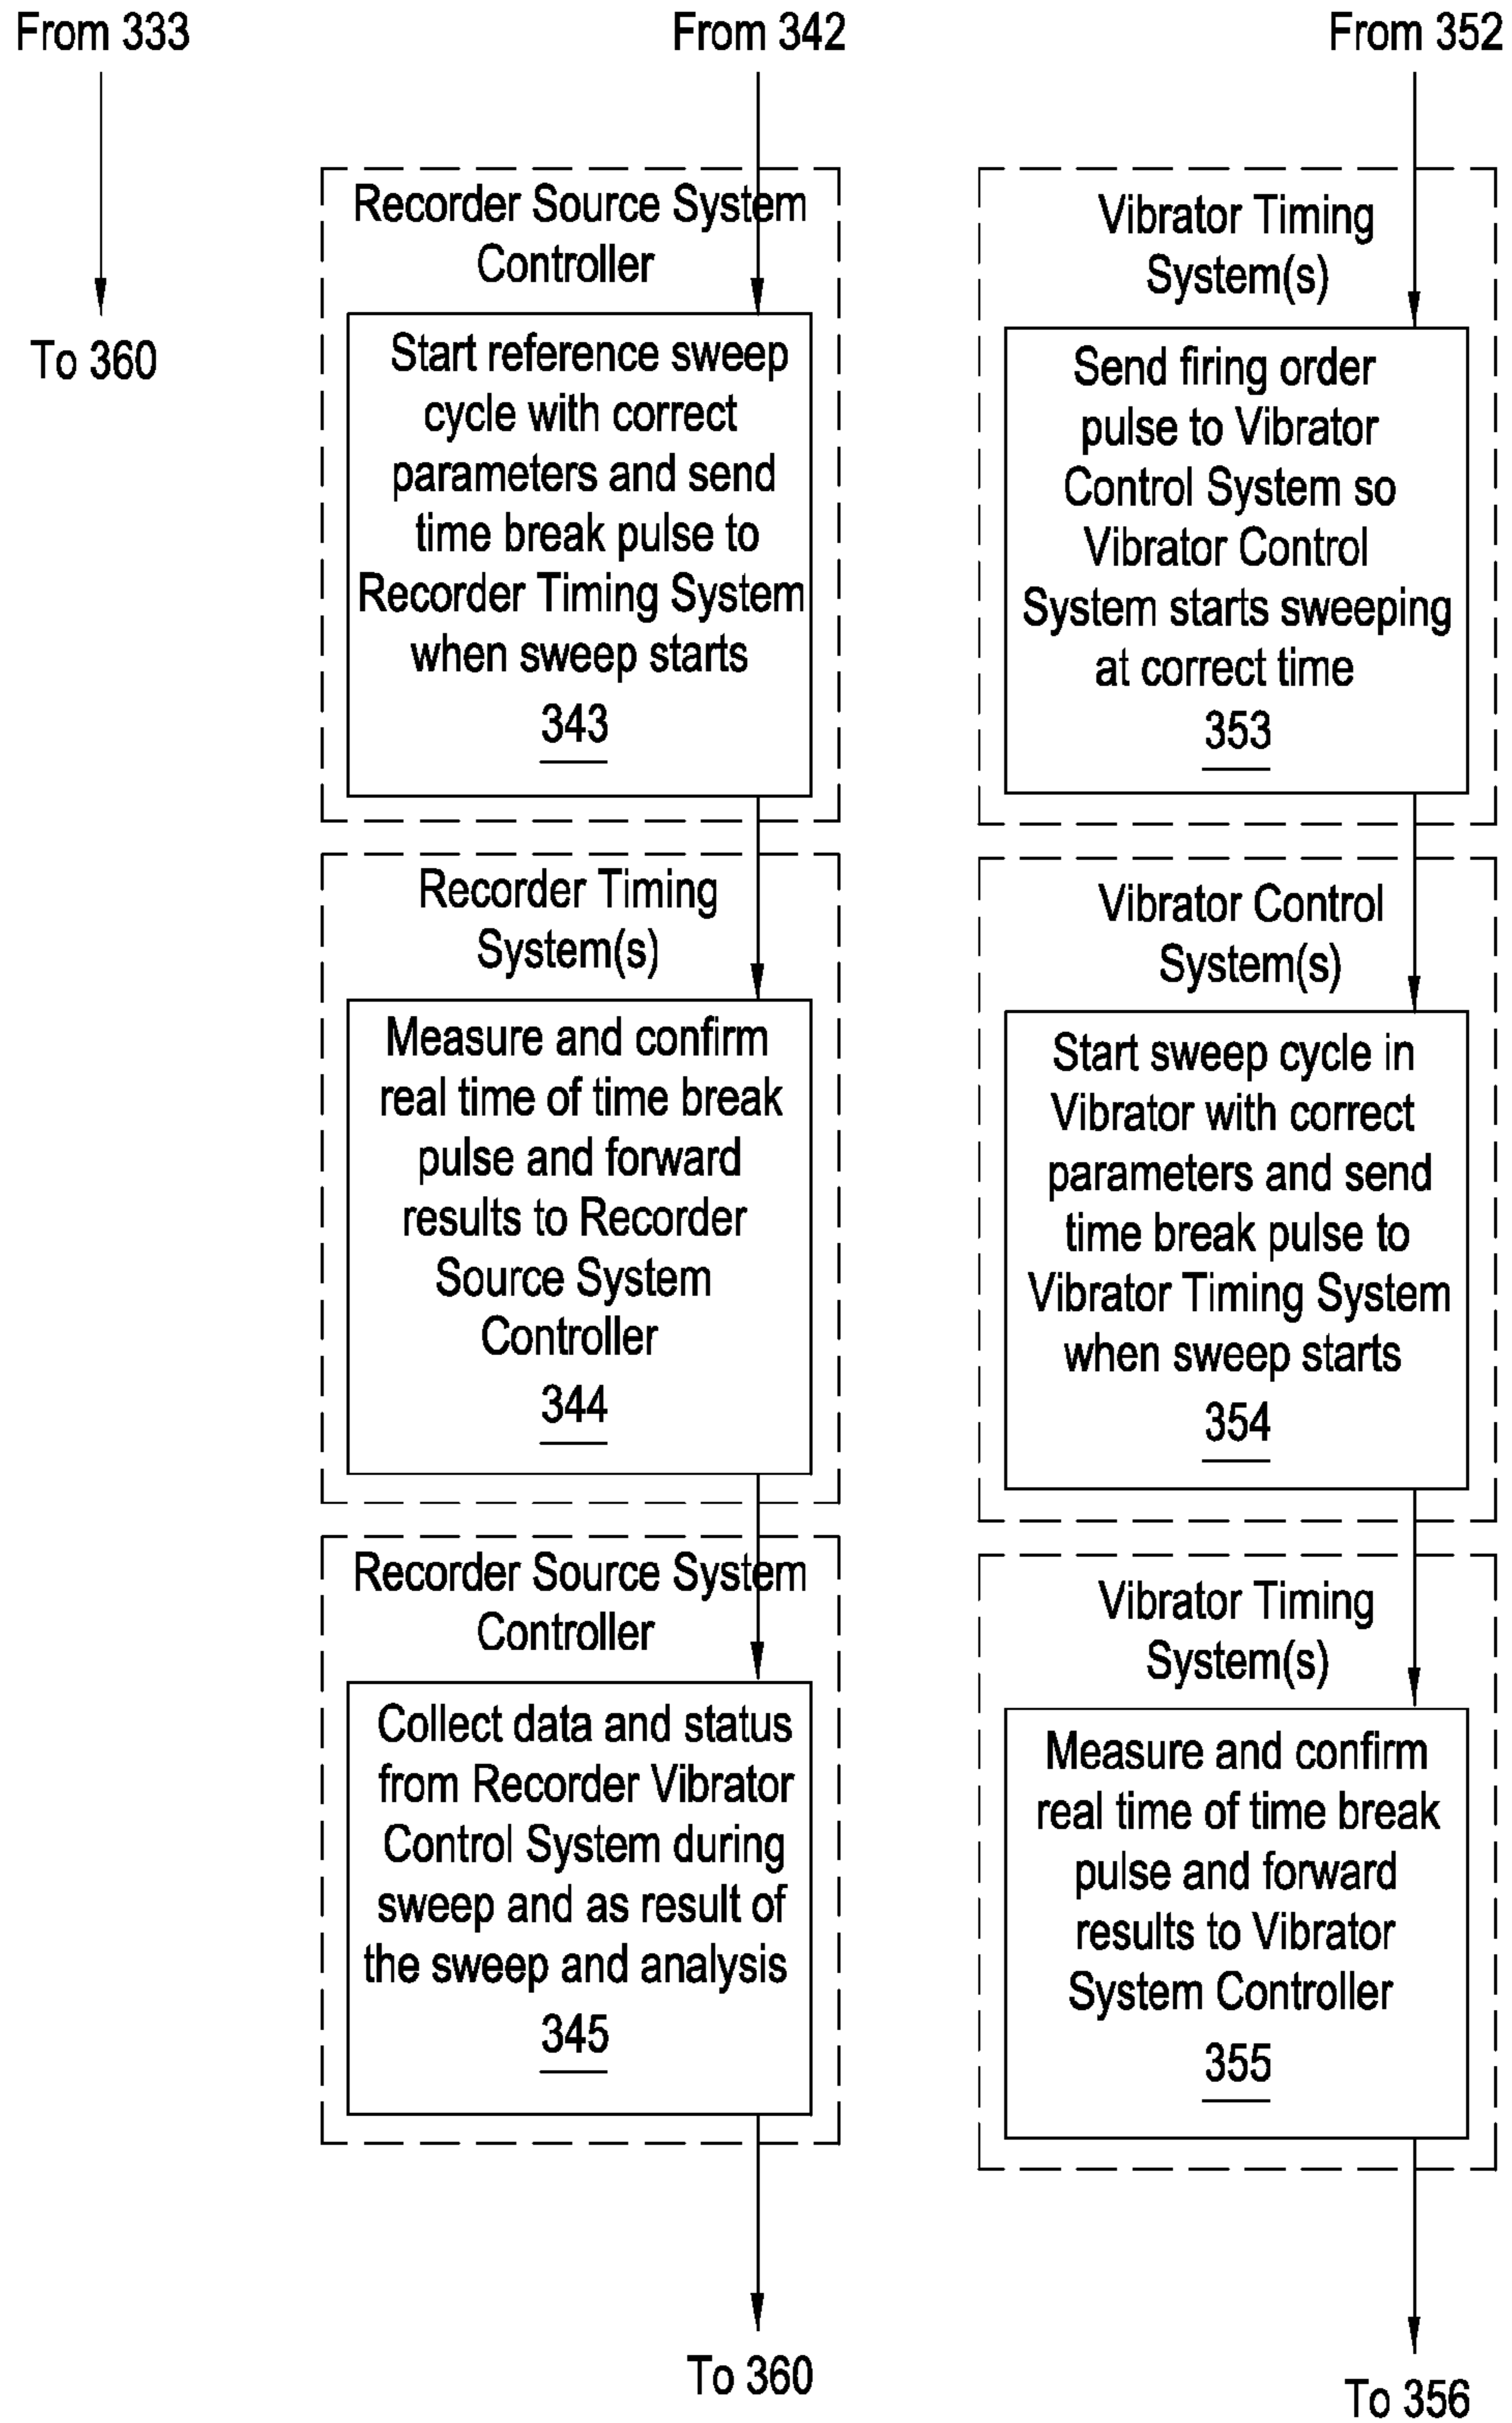 From 333
To 360
From 342
Recorder Source System
Controller
Start reference sweep
cycle with correct
parameters and send
time break pulse to
Recorder Timing System
when sweep starts
343
Recorder Timing
System(s)
Measure and confirm
real time of time break
pulse and forward
results to Recorder
Source System
Controller
344
Recorder Source System
Controller
Collect data and status
from Recorder Vibrator
Control System during
sweep and as result of
the sweep and analysis
345
To 360
From 352
Vibrator Timing
System(s)
Send firing order
pulse to Vibrator
Control System so
Vibrator Control
System starts sweeping
at correct time
353
Vibrator Control
System(s)
Start sweep cycle in
Vibrator with correct
parameters and send
time break pulse to
Vibrator Timing System
when sweep starts
354
Vibrator Timing
System(s)
Measure and confirm
real time of time break
pulse and forward
results to Vibrator
System Controller
355
To 356